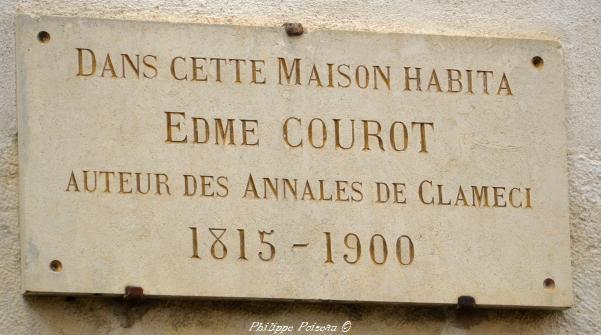 DANS CETTE MAISON HABITA
EDME COUROT
AUTEUR DES ANNALES DE CLAMECI
1815-1900
Philippe Poiseau ©